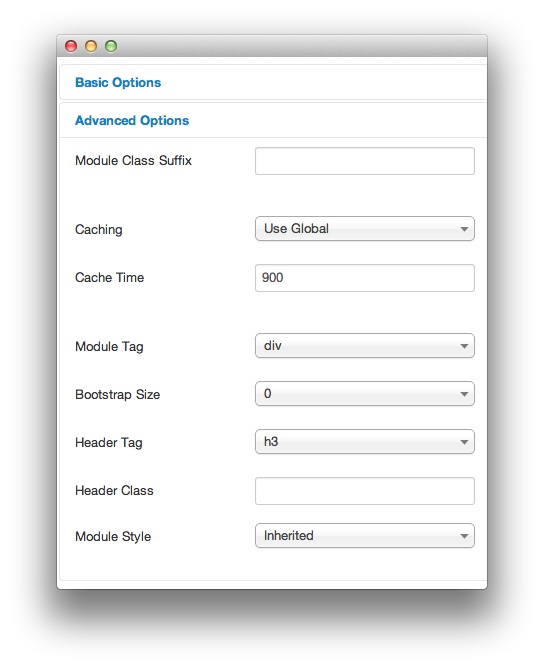 Basic Options
Advanced Options
Module Class Suffix
Caching Use Global
Cache Time 900
Module Tag div
Bootstrap Size 0
Header Tag h3
Header Class
Module Style Inherited